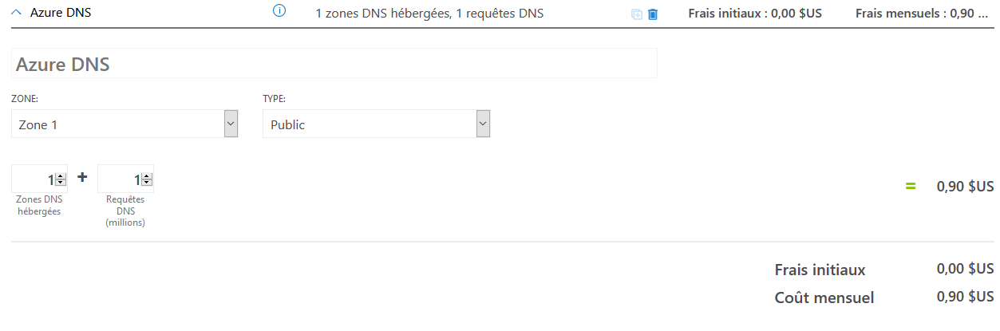 Azure DNS
1 zones DNS hébergées, 1 requêtes DNS
Frais initiaux : 0,00 $US
Frais mensuels : 0,90 ...
Azure DNS
ZONE:
TYPE:
Zone 1
Public
1 + 1
Zones DNS
hébergées
Requêtes
DNS
(millions)
= 0,90 $US
Frais initiaux 0,00 $US
Coût mensuel 0,90 $US